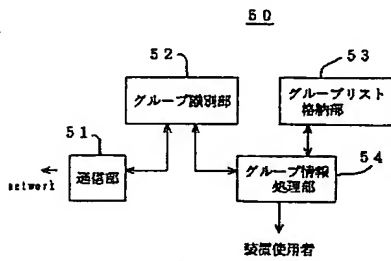 50
52
グループ識別部
53
グループリスト
格納部
51
通信部
network
グループ情報
処理部
54
装置使用者